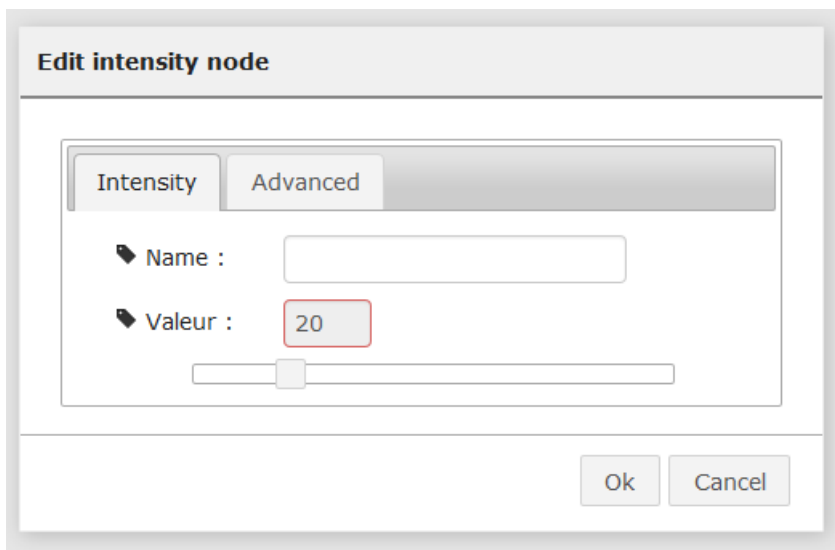 Edit intensity node
Intensity Advanced
Name :
Valeur : 20
Ok Cancel